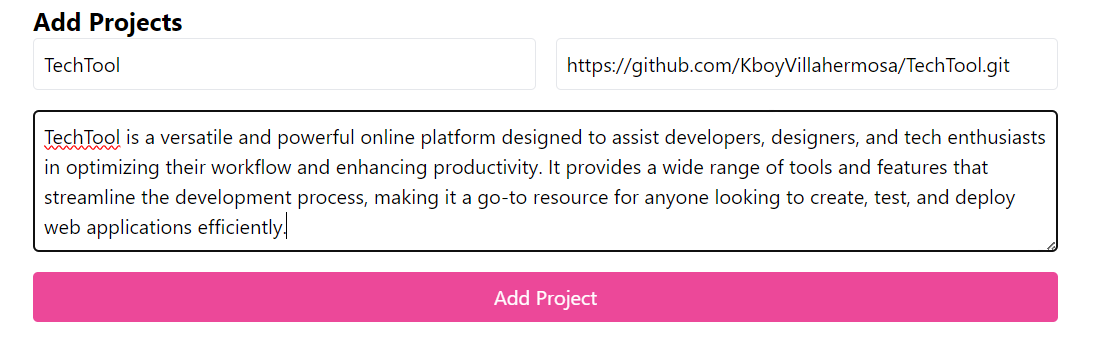 Add Projects
TechTool
https://github.com/KboyVillahermosa/TechTool.git
TechTool is a versatile and powerful online platform designed to assist developers, designers, and tech enthusiasts
in optimizing their workflow and enhancing productivity. It provides a wide range of tools and features that
streamline the development process, making it a go-to resource for anyone looking to create, test, and deploy
web applications efficiently.
Add Project